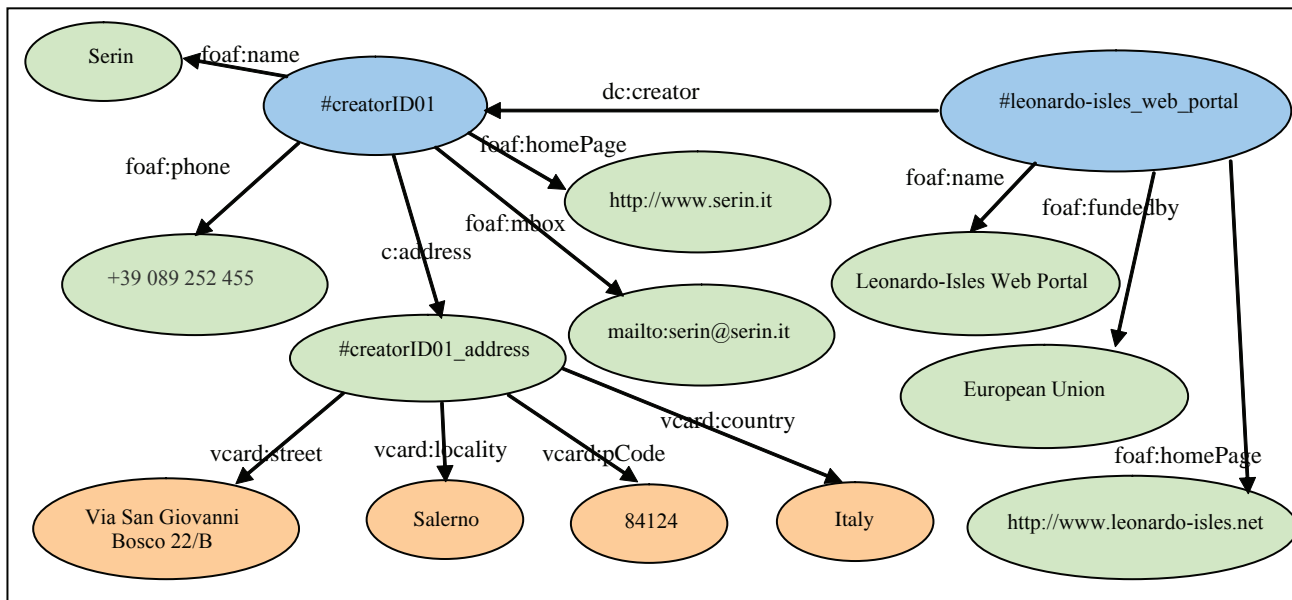 Serin
foaf:name
#creatorID01
dc:creator
#leonardo-isles_web_portal
foaf:homePage
foaf:phone
http://www.serin.it
foaf:name
foaf:fundedby
foaf:mbox
c:address
+39 089 252 455
Leonardo-Isles Web Portal
mailto:serin@serin.it
#creatorID01_address
European Union
vcard:country
vcard:street
vcard:locality
vcard:pCode
foaf:homePage
Via San Giovanni
Bosco 22/B
Salerno
84124
Italy
http://www.leonardo-isles.net